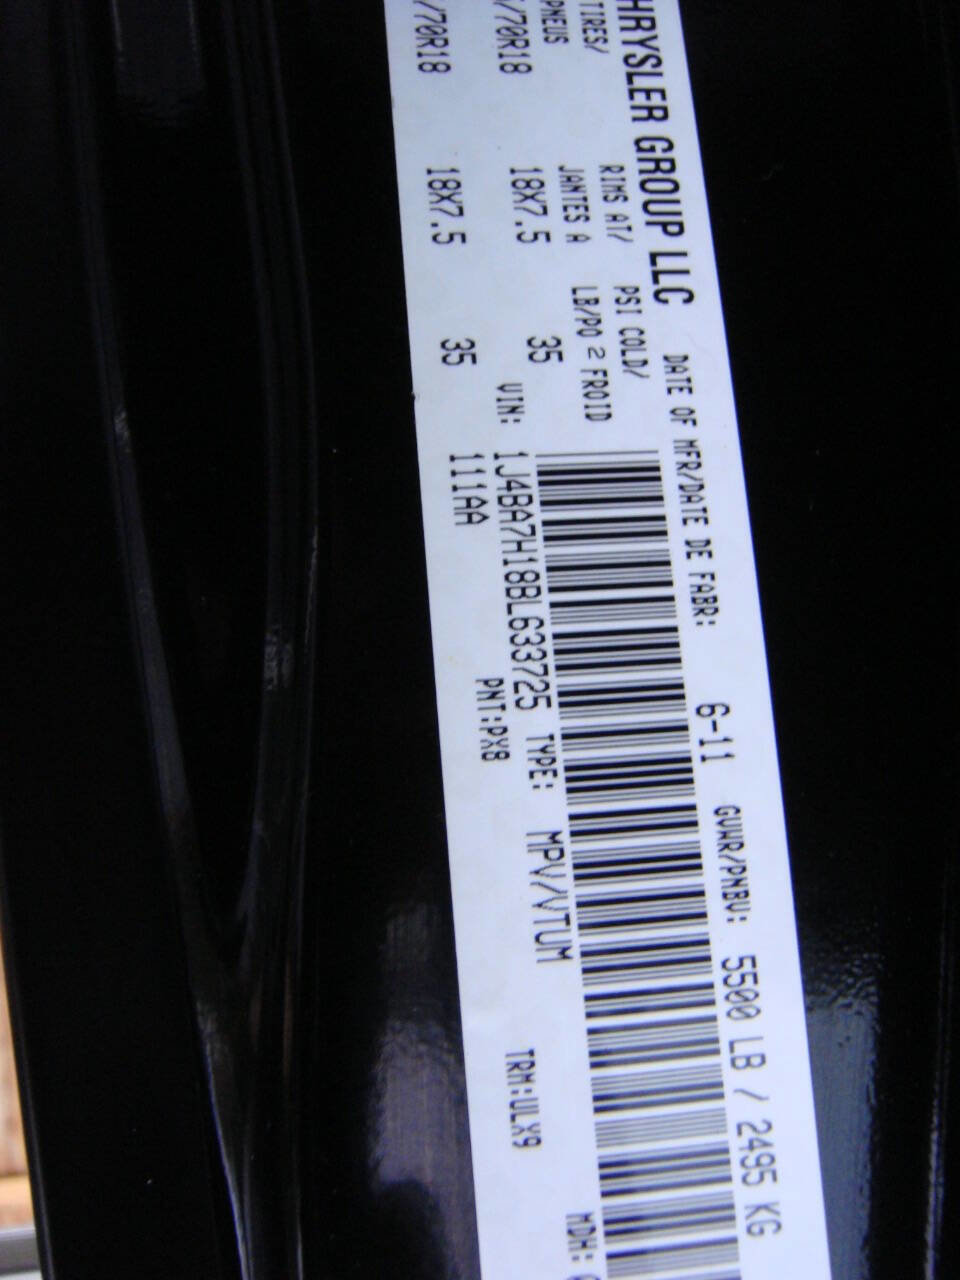 CHRYSLER GROUP LLC DATE OF MFR/DATE DE FABR: 6-11 GVWR/PNBV: 5500 LB / 2495 KG
TIRES/ RIMS AT/ PSI COLD/
PNEUS JANTES A LB/PO 2 FROID
/70R18 18X7.5 35
/70R18 18X7.5 35
VIN: 1J4BA7H18BL633725 TYPE: MPV/VTUM
111AA PNT:PX8 TRM:ULX9 MDH: